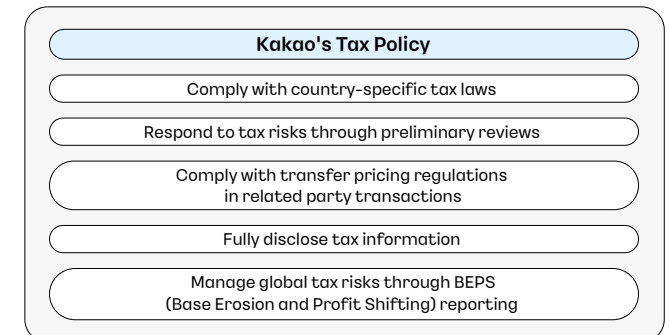 Kakao's Tax Policy
Comply with country-specific tax laws
Respond to tax risks through preliminary reviews
Comply with transfer pricing regulations
in related party transactions
Fully disclose tax information
Manage global tax risks through BEPS
(Base Erosion and Profit Shifting) reporting